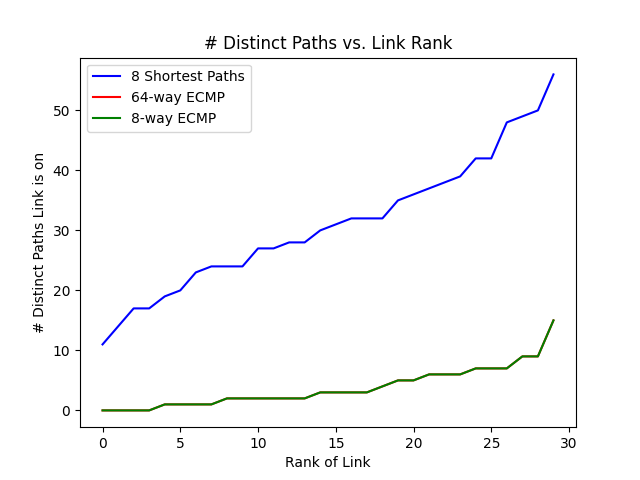 # Distinct Paths vs. Link Rank
8 Shortest Paths
64-way ECMP
8-way ECMP
# Distinct Paths Link is on
50
40
30
20
10
0
0 5 10 15 20 25 30
Rank of Link